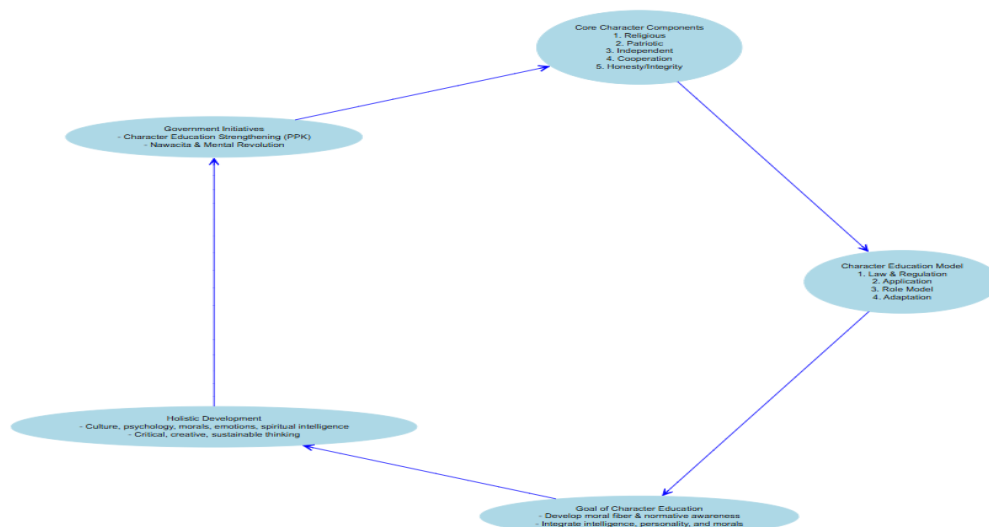 Core Character Components
1. Religious
2. Patriotic
3. Independent
4. Cooperation
5. Honesty/Integrity
Government Initiatives
- Character Education Strengthening (PPK)
- Nawacita & Mental Revolution
Character Education Model
1. Law & Regulation
2. Application
3. Role Model
4. Adaptation
Holistic Development
- Culture, psychology, morals, emotions, spiritual intelligence
- Critical, creative, sustainable thinking
Goal of Character Education
- Develop moral fiber & normative awareness
- Integrate intelligence, personality, and morals